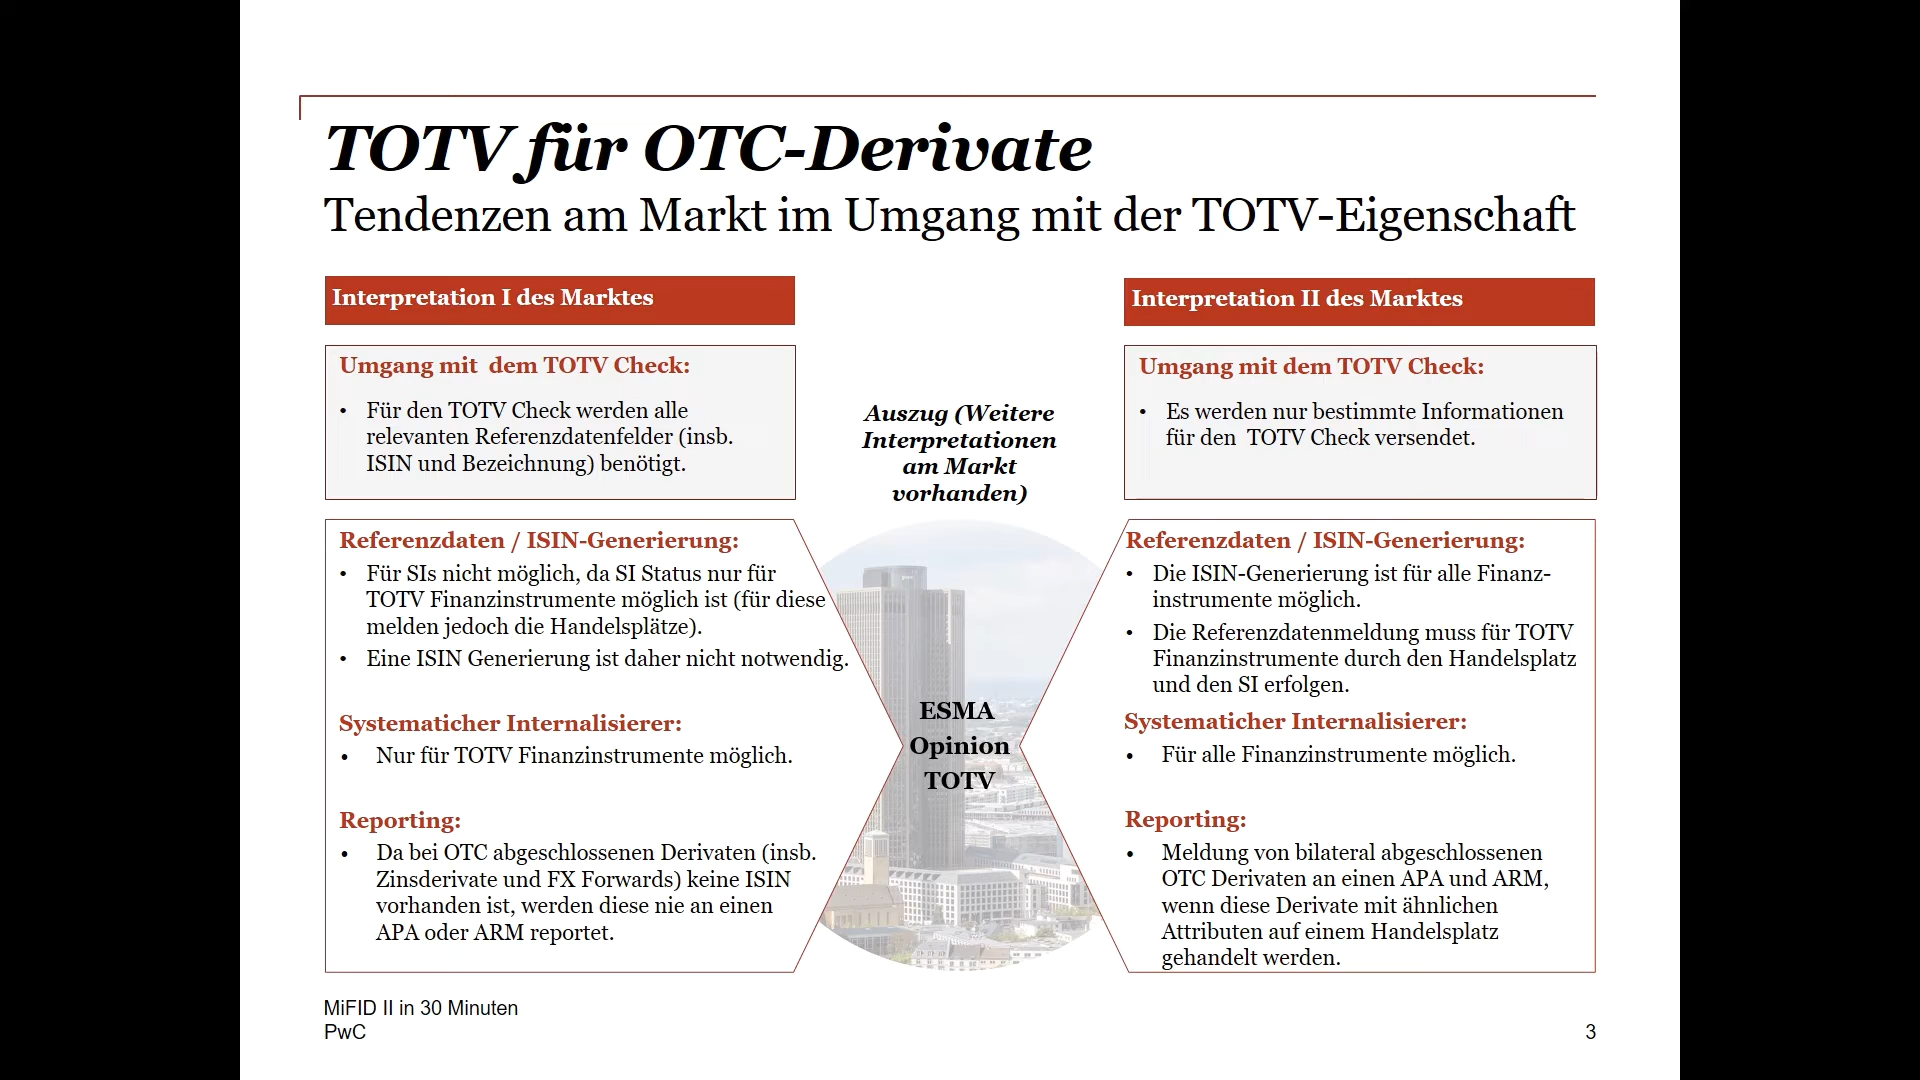 TOTV für OTC-Derivate
Tendenzen am Markt im Umgang mit der TOTV-Eigenschaft
Interpretation I des Marktes
Umgang mit  dem TOTV Check:
• Für den TOTV Check werden alle
relevanten Referenzdatenfelder (insb.
ISIN und Bezeichnung) benötigt.
Referenzdaten / ISIN-Generierung:
• Für SIs nicht möglich, da SI Status nur für
TOTV Finanzinstrumente möglich ist (für diese
melden jedoch die Handelsplätze).
• Eine ISIN Generierung ist daher nicht notwendig.
Systematicher Internalisierer:
• Nur für TOTV Finanzinstrumente möglich.
Reporting:
• Da bei OTC abgeschlossenen Derivaten (insb.
Zinsderivate und FX Forwards) keine ISIN
vorhanden ist, werden diese nie an einen
APA oder ARM reportet.
Auszug (Weitere
Interpretationen
am Markt
vorhanden)
ESMA
Opinion
TOTV
Interpretation II des Marktes
Umgang mit dem TOTV Check:
• Es werden nur bestimmte Informationen
für den  TOTV Check versendet.
Referenzdaten / ISIN-Generierung:
• Die ISIN-Generierung ist für alle Finanz-
instrumente möglich.
• Die Referenzdatenmeldung muss für TOTV
Finanzinstrumente durch den Handelsplatz
und den SI erfolgen.
Systematicher Internalisierer:
• Für alle Finanzinstrumente möglich.
Reporting:
• Meldung von bilateral abgeschlossenen
OTC Derivaten an einen APA und ARM,
wenn diese Derivate mit ähnlichen
Attributen auf einem Handelsplatz
gehandelt werden.
MiFID II in 30 Minuten
PwC
3